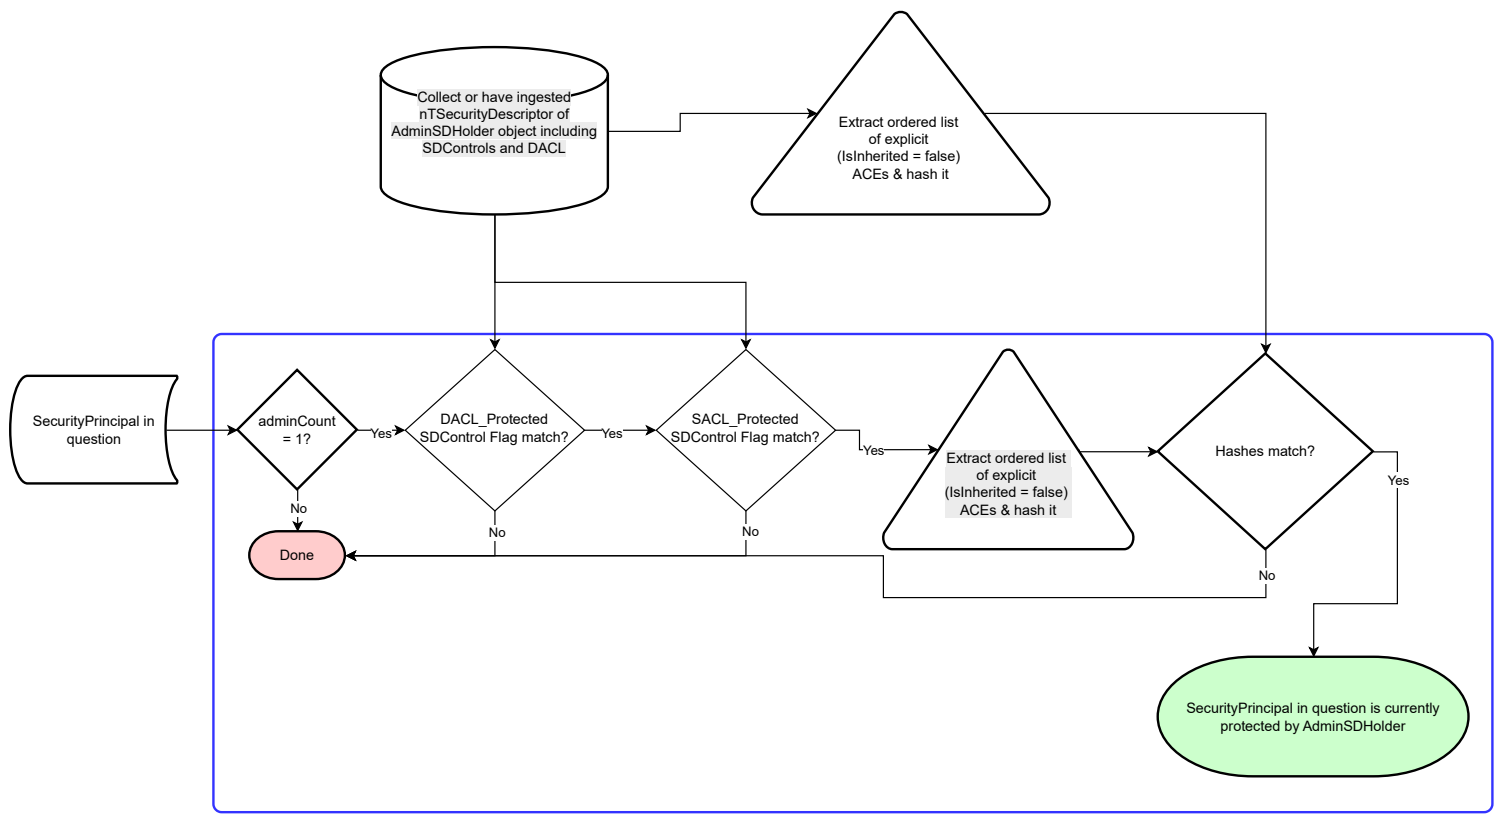 Collect or have ingested
nTSecurityDescriptor of
AdminSDHolder object including
SDControls and DACL
Extract ordered list
of explicit
(IsInherited = false)
ACEs & hash it
SecurityPrincipal in
question
adminCount
= 1?
Yes
No
Done
DACL_Protected
SDControl Flag match?
Yes
No
SACL_Protected
SDControl Flag match?
Yes
No
Extract ordered list
of explicit
(IsInherited = false)
ACEs & hash it
Hashes match?
Yes
No
SecurityPrincipal in question is currently
protected by AdminSDHolder